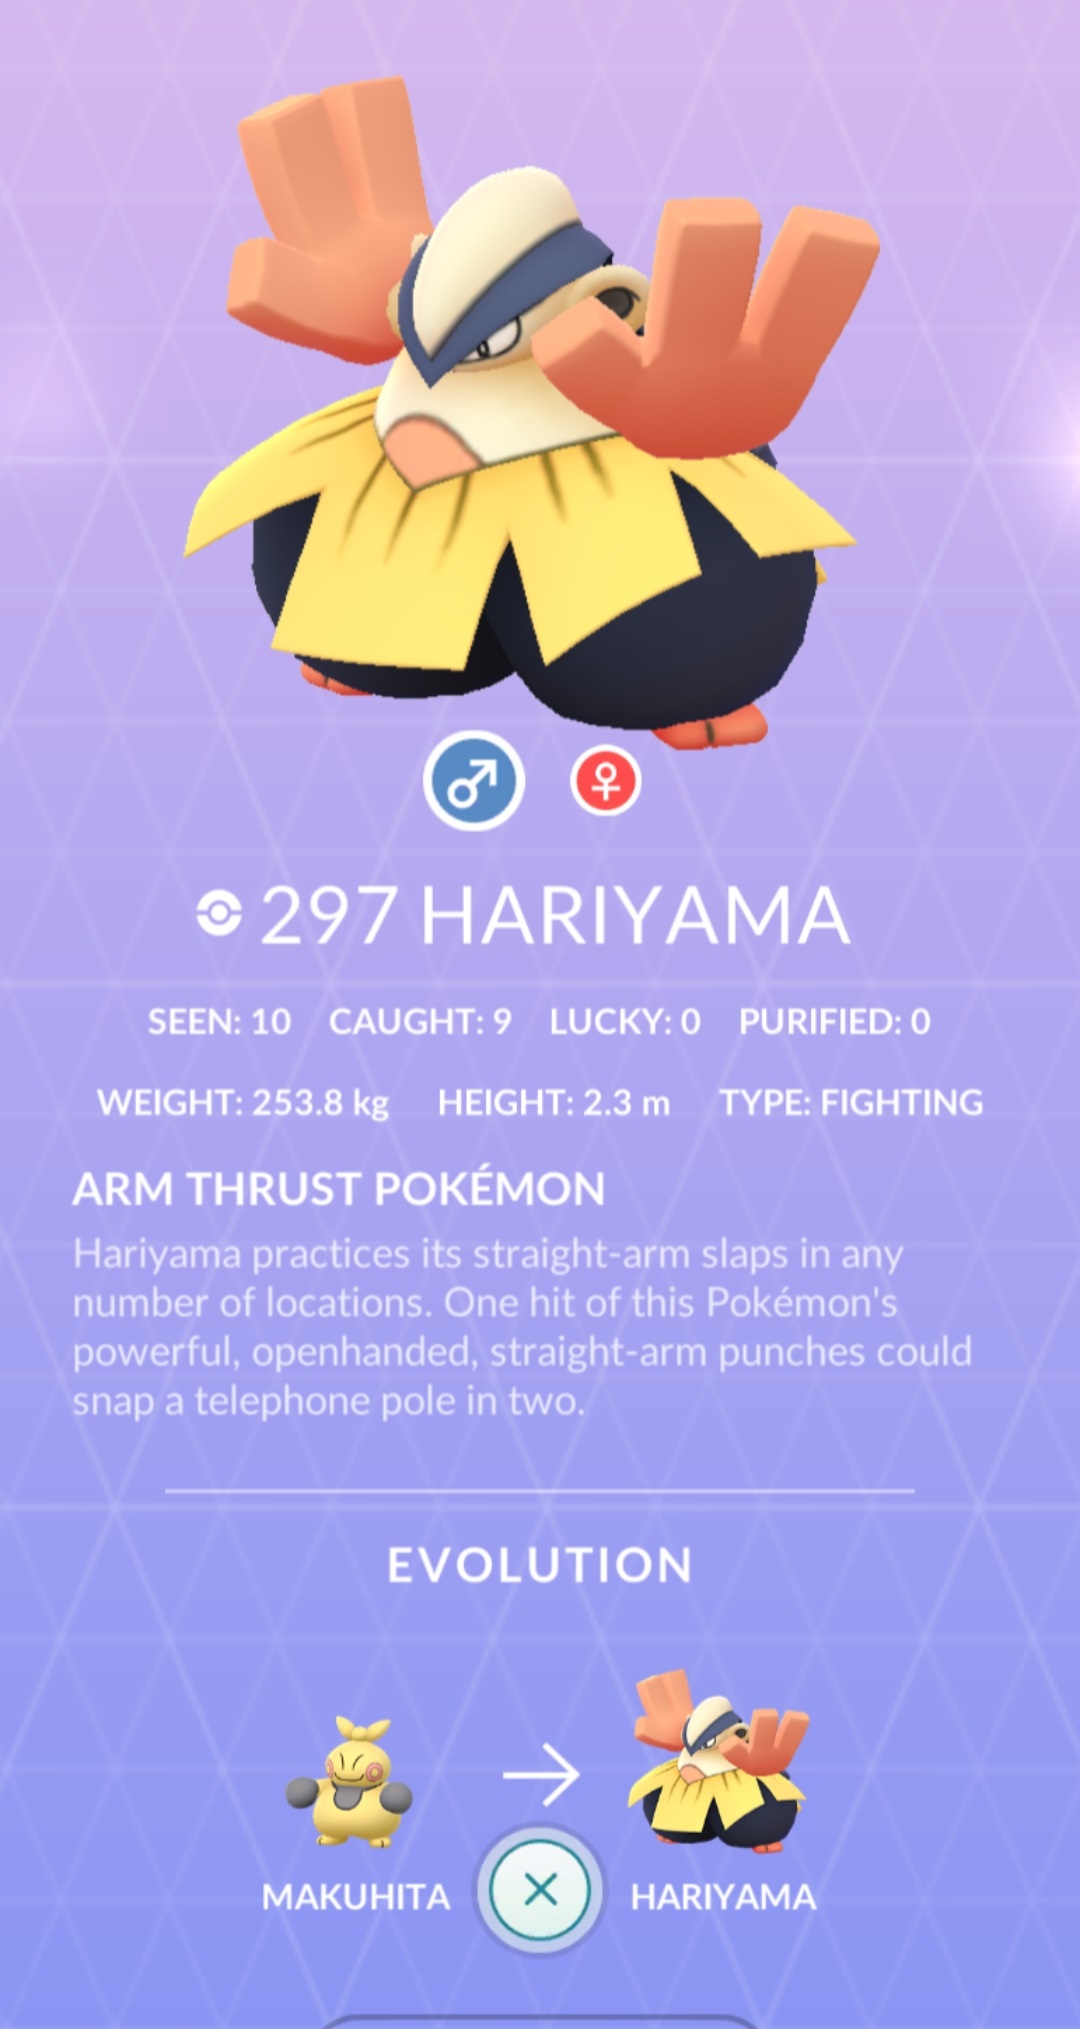 297 HARIYAMA
SEEN: 10 CAUGHT: 9 LUCKY: 0 PURIFIED: 0
WEIGHT: 253.8 kg HEIGHT: 2.3 m TYPE: FIGHTING
ARM THRUST POKÉMON
Hariyama practices its straight-arm slaps in any
number of locations. One hit of this Pokémon's
powerful, openhanded, straight-arm punches could
snap a telephone pole in two.
EVOLUTION
MAKUHITA HARIYAMA